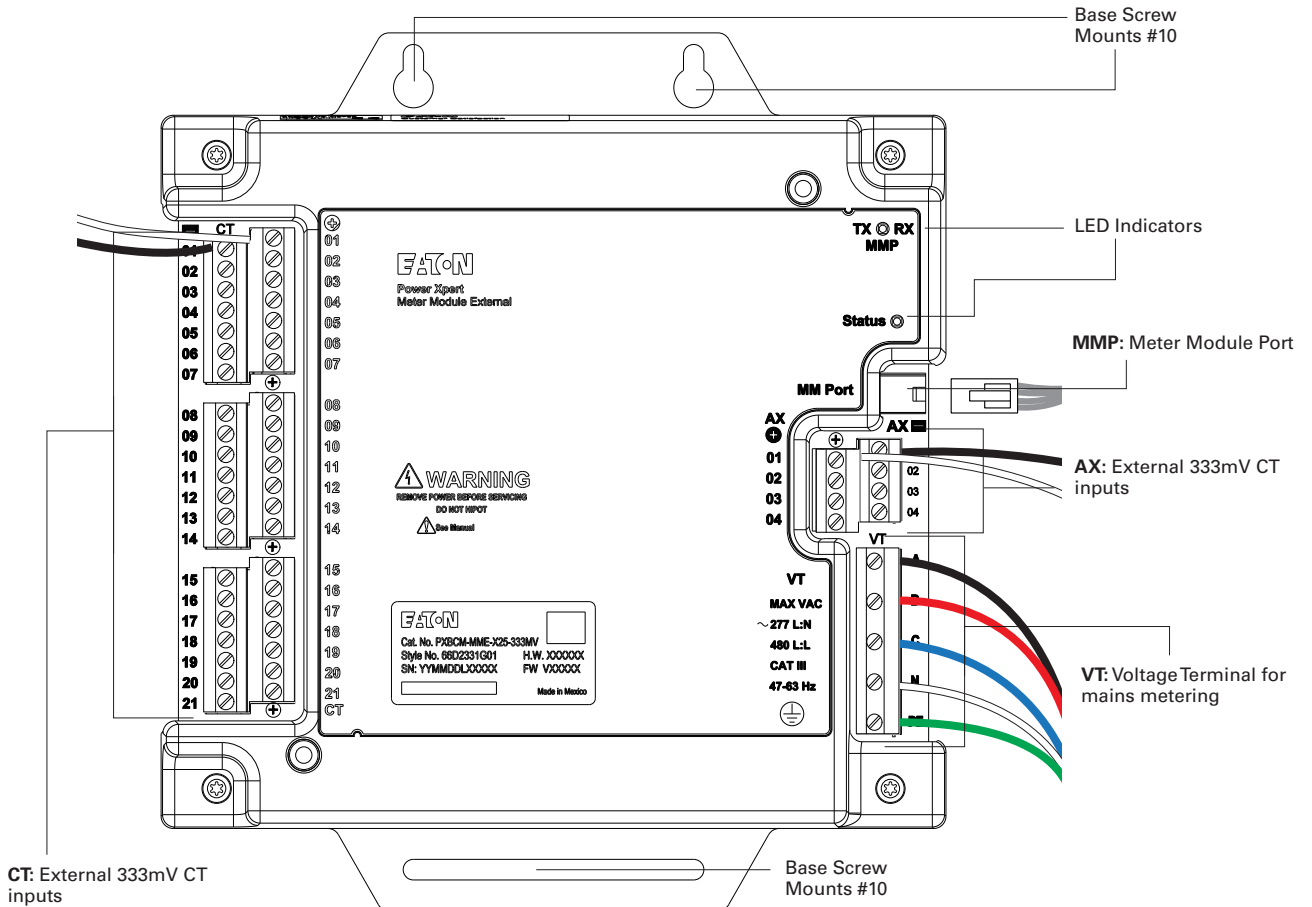 Base Screw
Mounts #10
LED Indicators
MMP: Meter Module Port
AX: External 333mV CT
inputs
VT: Voltage Terminal for
mains metering
Base Screw
Mounts #10
CT: External 333mV CT
inputs
CT
01
02
03
04
05
06
07
08
09
10
11
12
13
14
15
16
17
18
19
20
21
01
02
03
04
05
06
07
08
09
10
11
12
13
14
15
16
17
18
19
20
21
CT
EATON
Power Xpert
Meter Module External
WARNING
REMOVE POWER BEFORE SERVICING
DO NOT HIPOT
See Manual
EATON
Cat. No. PXBCM-MME-X25-333MV
Style No. 66D2331G01 H.W. XXXXXX
SN: YYMMDDLXXXXX FW VXXXXX
Made in Mexico
TX RX
MMP
Status
MM Port
AX
01
02
03
04
AX
02
03
04
VT
A
B
C
N
VT
MAX VAC
~ 277 L:N
480 L:L
CAT III
47-63 Hz